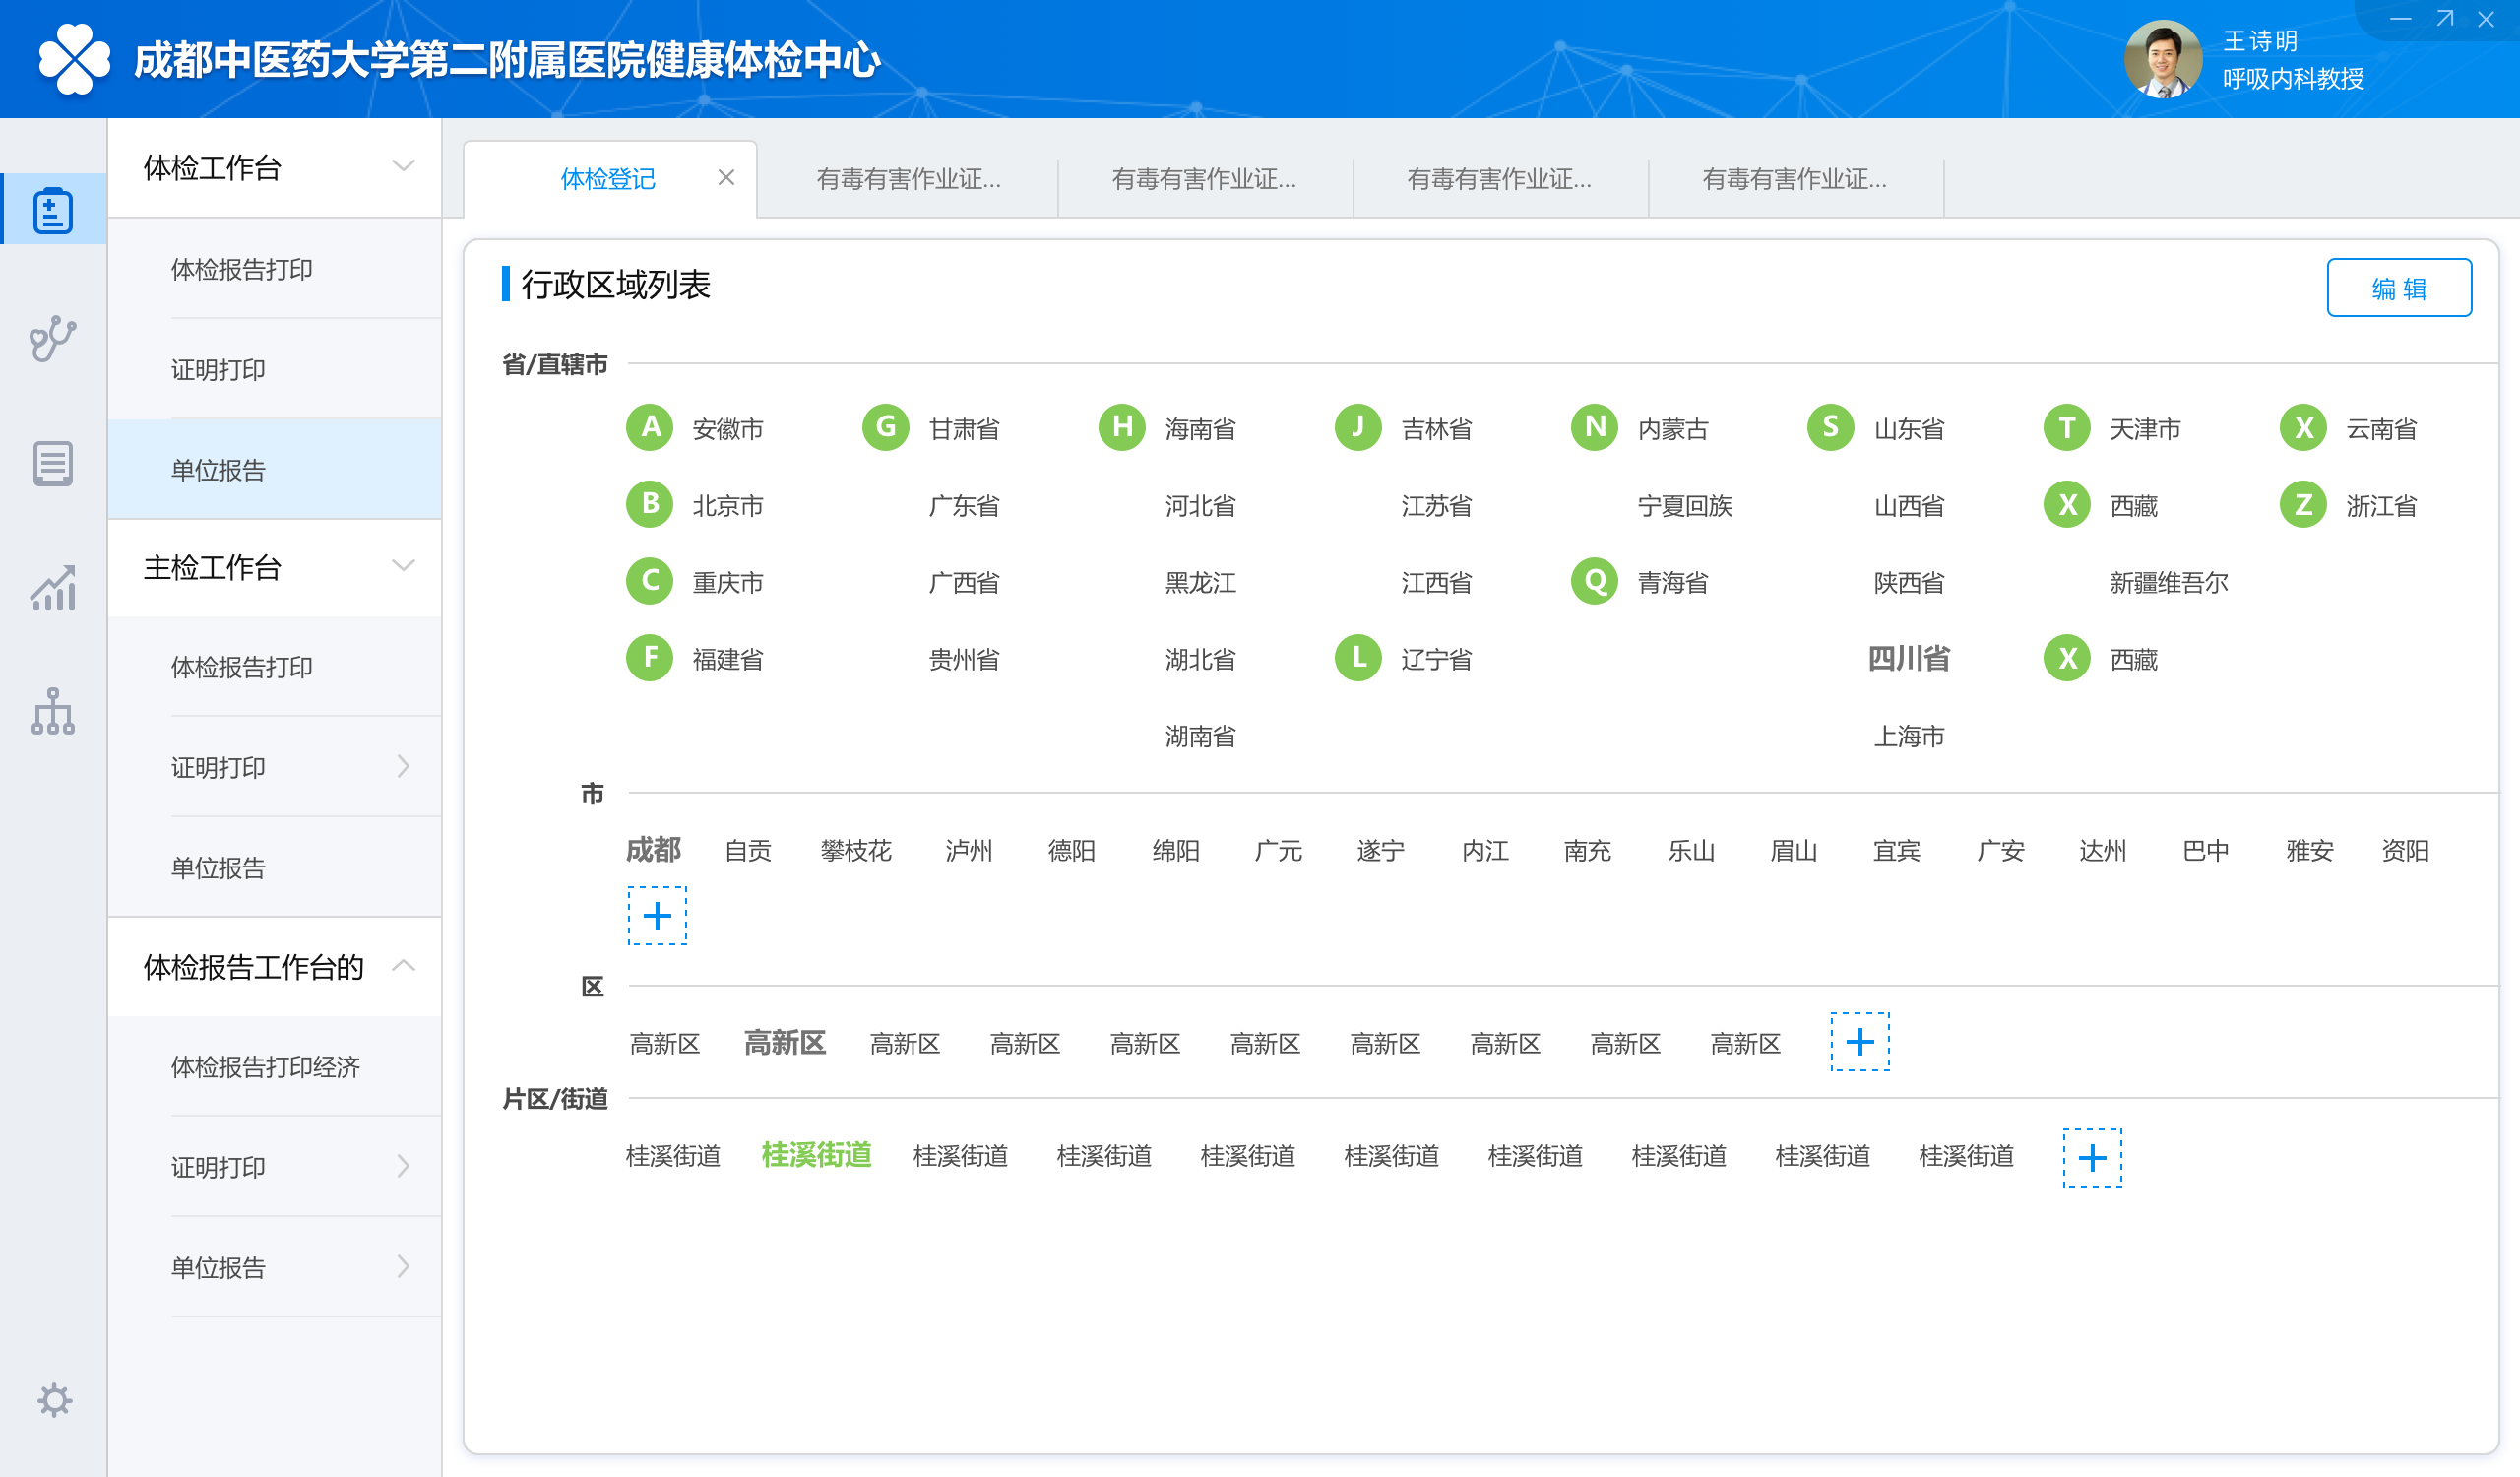 成都中医药大学第二附属医院健康体检中心
王诗明
呼吸内科教授
体检工作台
体检报告打印
证明打印
单位报告
主检工作台
体检报告打印
证明打印
单位报告
体检报告工作台的
体检报告打印经济
证明打印
单位报告
体检登记 有毒有害作业证... 有毒有害作业证... 有毒有害作业证... 有毒有害作业证...
行政区域列表
编 辑
省/直辖市
A 安徽市 G 甘肃省 H 海南省 J 吉林省 N 内蒙古 S 山东省 T 天津市 X 云南省
B 北京市 广东省 河北省 江苏省 宁夏回族 山西省 X 西藏 Z 浙江省
C 重庆市 广西省 黑龙江 江西省 Q 青海省 陕西省 新疆维吾尔
F 福建省 贵州省 湖北省 L 辽宁省 四川省 X 西藏
湖南省 上海市
市
成都 自贡 攀枝花 泸州 德阳 绵阳 广元 遂宁 内江 南充 乐山 眉山 宜宾 广安 达州 巴中 雅安 资阳
区
高新区 高新区 高新区 高新区 高新区 高新区 高新区 高新区 高新区 高新区
片区/街道
桂溪街道 桂溪街道 桂溪街道 桂溪街道 桂溪街道 桂溪街道 桂溪街道 桂溪街道 桂溪街道 桂溪街道